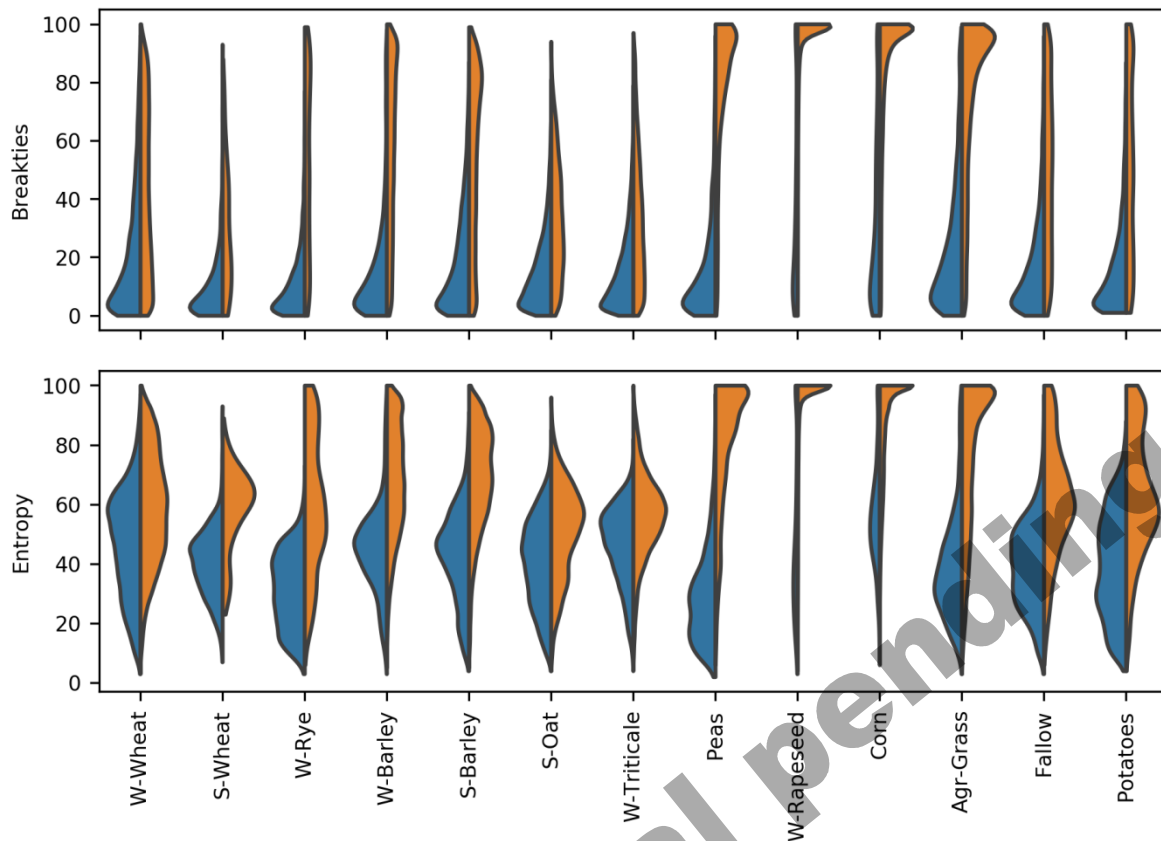 100
80
60
40
20
0
Breakties
100
80
60
40
20
0
Entropy
W-Wheat
S-Wheat
W-Rye
W-Barley
S-Barley
S-Oat
W-Triticale
Peas
W-Rapeseed
Corn
Agr-Grass
Fallow
Potatoes
pending